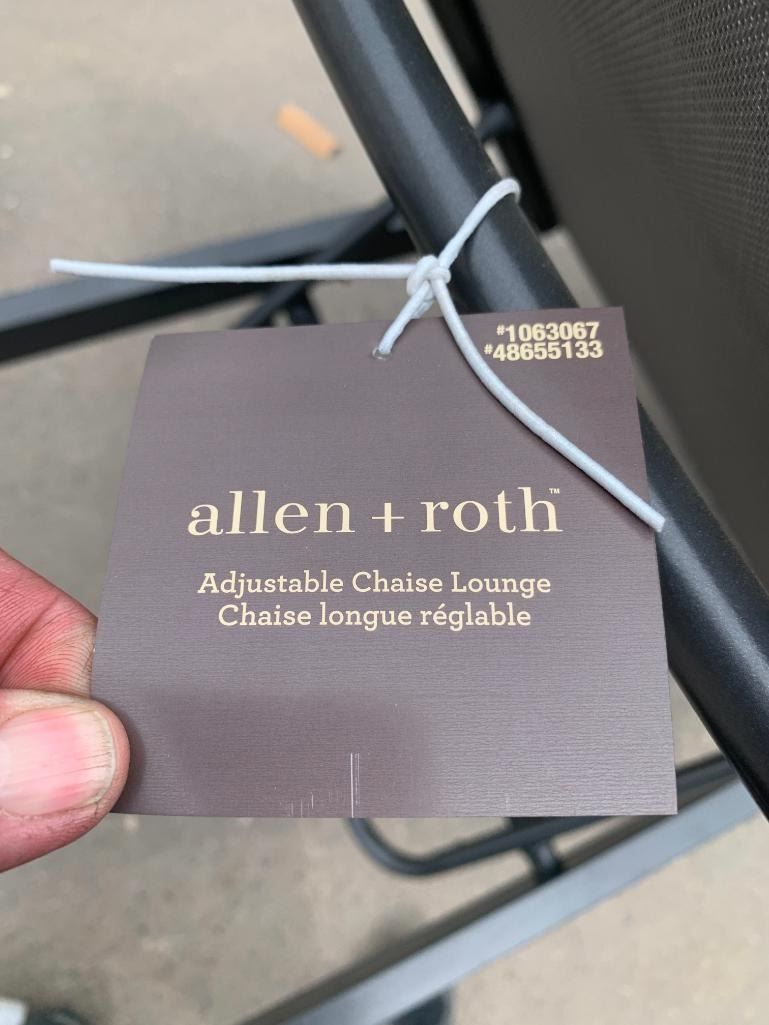 #1063067
#48655133
allen + roth™
Adjustable Chaise Lounge
Chaise longue réglable